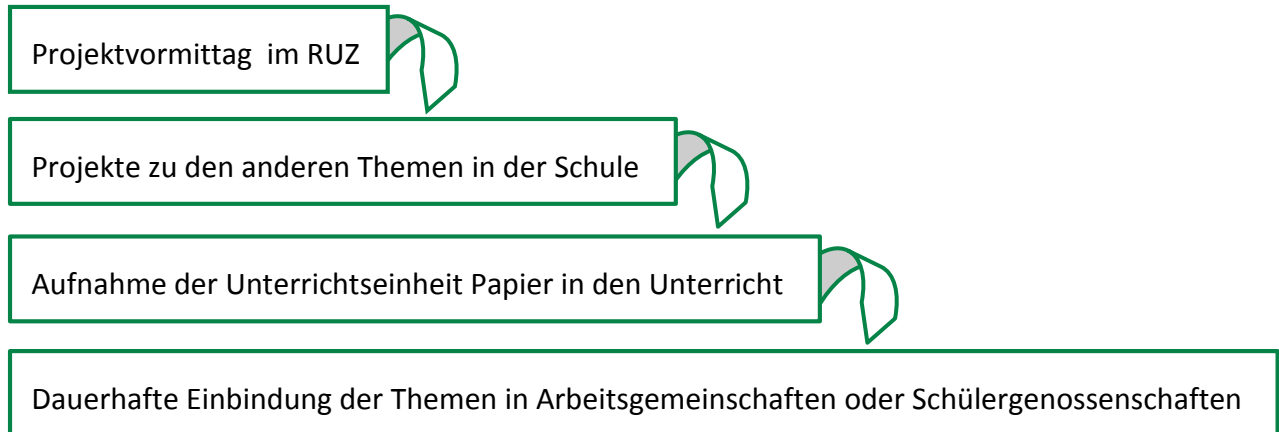 Projektvormittag im RUZ
Projekte zu den anderen Themen in der Schule
Aufnahme der Unterrichtseinheit Papier in den Unterricht
Dauerhafte Einbindung der Themen in Arbeitsgemeinschaften oder Schülergenossenschaften